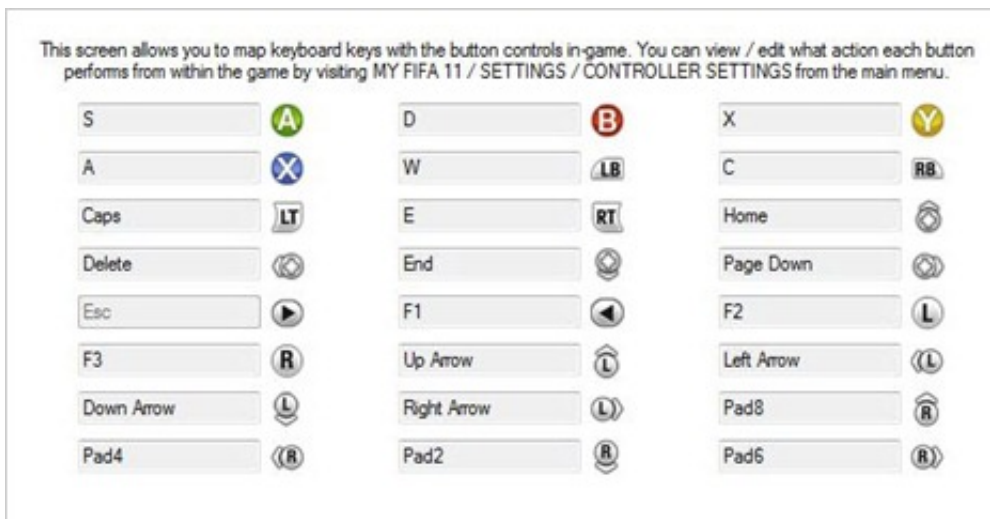 This screen allows you to map keyboard keys with the button controls in-game. You can view / edit what action each button
performs from within the game by visiting MY FIFA 11 / SETTINGS / CONTROLLER SETTINGS from the main menu.
S A D B X Y
A X W LB C RB
Caps LT E RT Home
Delete End Page Down
Esc F1 F2 L
F3 R Up Arrow L Left Arrow L
Down Arrow L Right Arrow L Pad8 R
Pad4 R Pad2 R Pad6 R